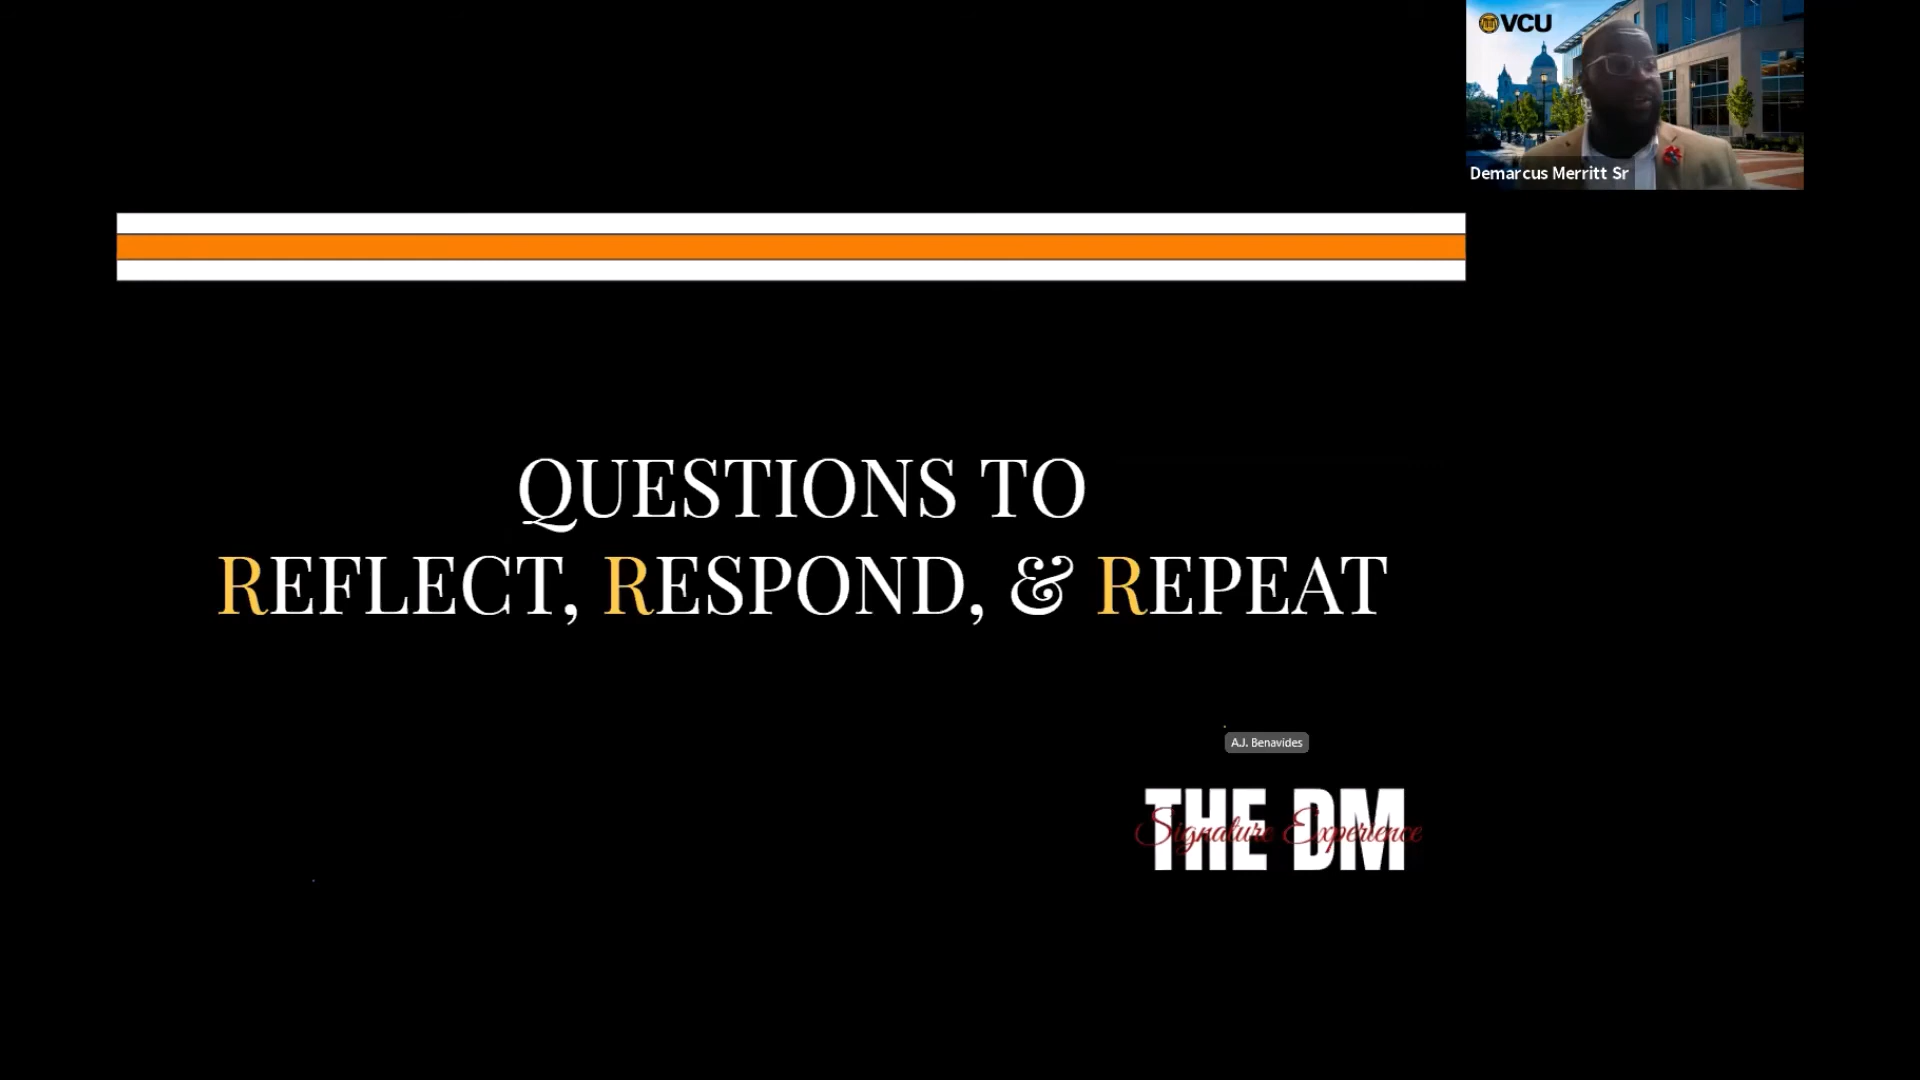 VCU
Demarcus Merritt Sr
QUESTIONS TO
REFLECT, RESPOND, & REPEAT
A.J. Benavides
THE DM
Signature Experience